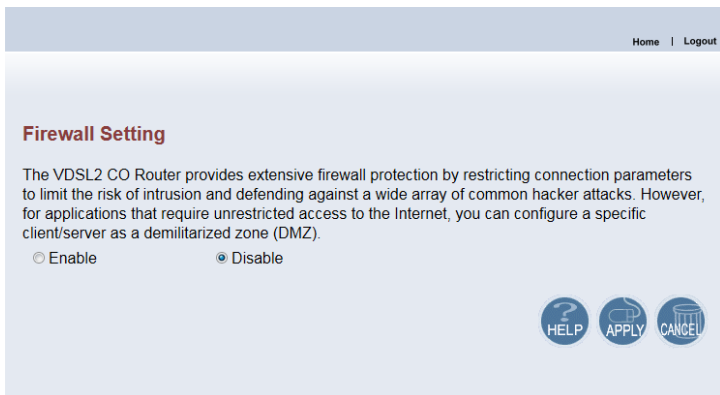 Home | Logout
Firewall Setting
The VDSL2 CO Router provides extensive firewall protection by restricting connection parameters
to limit the risk of intrusion and defending against a wide array of common hacker attacks. However,
for applications that require unrestricted access to the Internet, you can configure a specific
client/server as a demilitarized zone (DMZ).
Enable Disable
HELP APPLY CANCEL